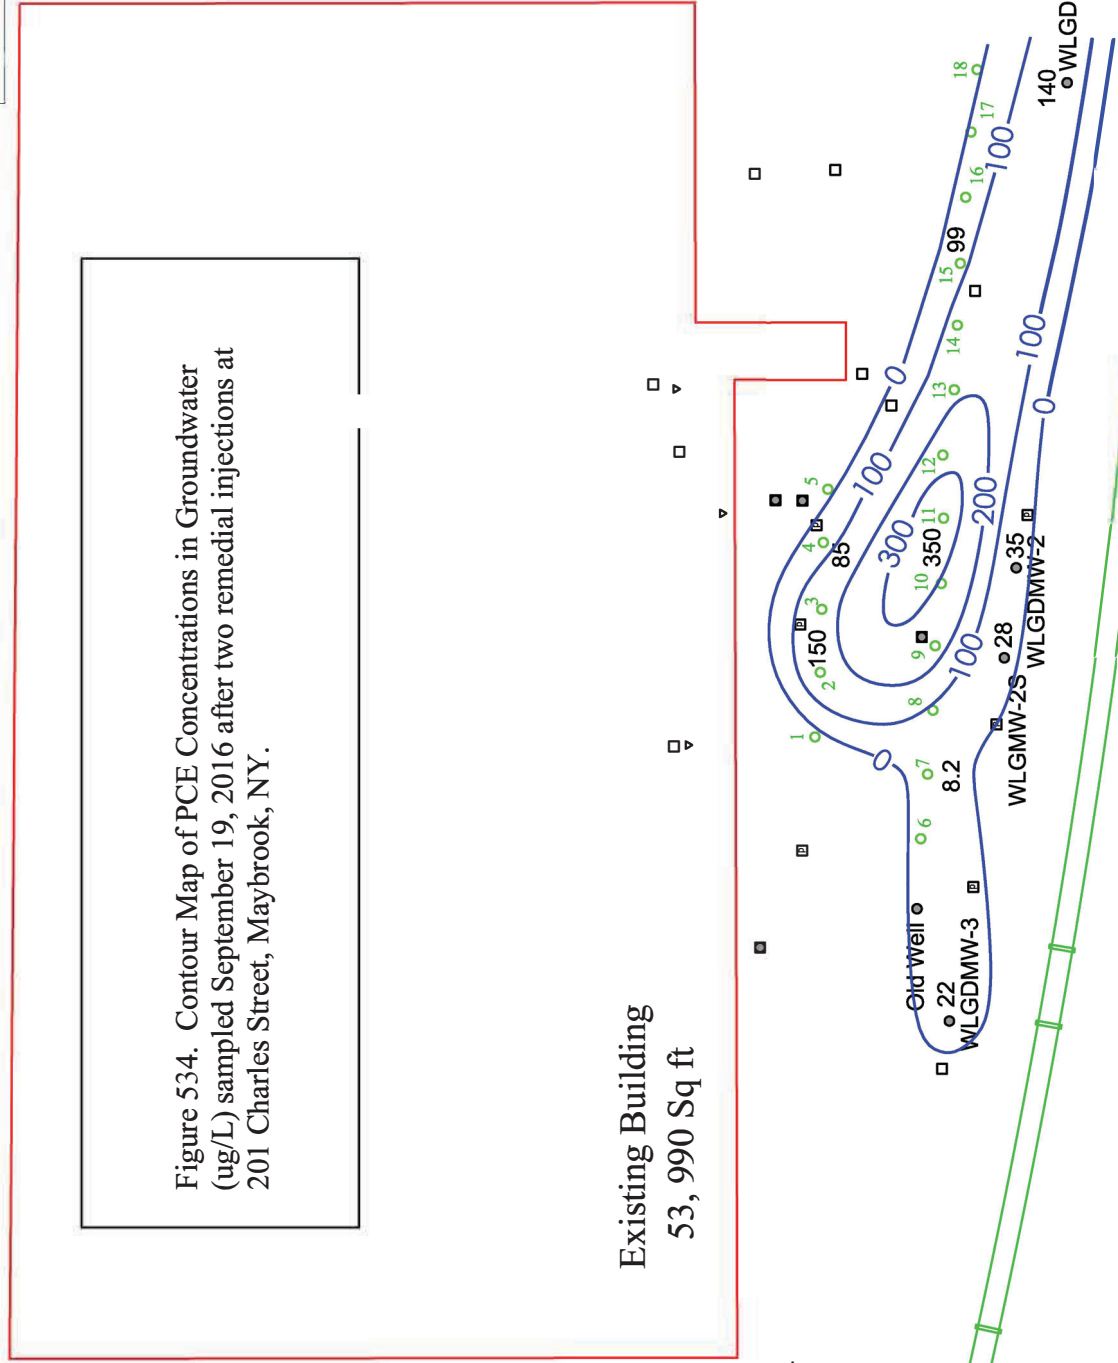 Figure 534. Contour Map of PCE Concentrations in Groundwater
(ug/L) sampled September 19, 2016 after two remedial injections at
201 Charles Street, Maybrook, NY.
Existing Building
53, 990 Sq ft
1
2
3
4
5
150
85
P
P
P
0
100
0
100
200
300
350
6
7
8
9
10
11
12
13
14
15
16
17
18
8.2
99
100
100
100
0
Old Well
22
WLGDMW-3
P
P
P
28
WLGMW-2S
35
WLGDMW-2
140
WLGD